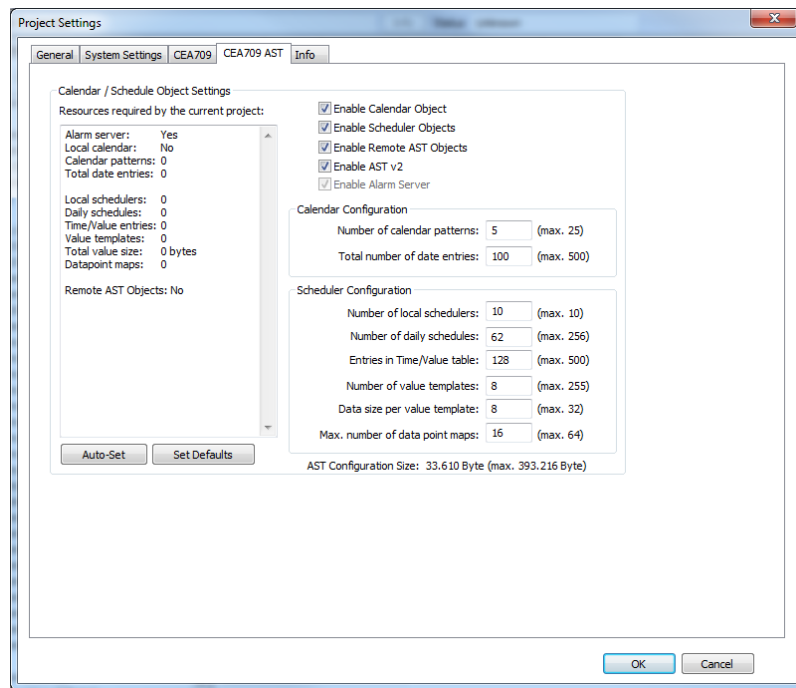 Project Settings
General System Settings CEA709 CEA709 AST Info
Calendar / Schedule Object Settings
Resources required by the current project:
Alarm server: Yes
Local calendar: No
Calendar patterns: 0
Total date entries: 0
Local schedulers: 0
Daily schedules: 0
Time/Value entries: 0
Value templates: 0
Total value size: 0 bytes
Datapoint maps: 0
Remote AST Objects: No
Auto-Set Set Defaults
Enable Calendar Object
Enable Scheduler Objects
Enable Remote AST Objects
Enable AST v2
Enable Alarm Server
Calendar Configuration
Number of calendar patterns: 5 (max. 25)
Total number of date entries: 100 (max. 500)
Scheduler Configuration
Number of local schedulers: 10 (max. 10)
Number of daily schedules: 62 (max. 256)
Entries in Time/Value table: 128 (max. 500)
Number of value templates: 8 (max. 255)
Data size per value template: 8 (max. 32)
Max. number of data point maps: 16 (max. 64)
AST Configuration Size: 33.610 Byte (max. 393.216 Byte)
OK Cancel